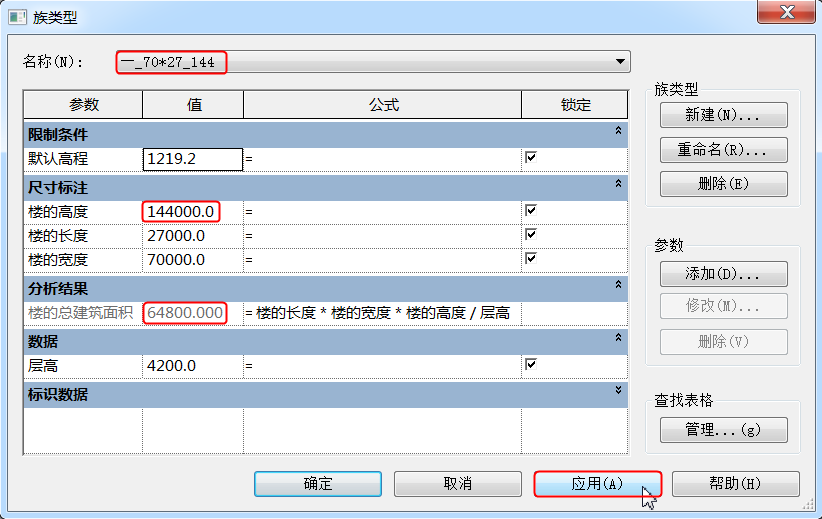 族类型
名称(N): 一_70*27_144
参数 值 公式 锁定
限制条件
默认高程 1219.2 =
尺寸标注
楼的高度 144000.0 =
楼的长度 27000.0 =
楼的宽度 70000.0 =
分析结果
楼的总建筑面积 64800.000 = 楼的长度 * 楼的宽度 * 楼的高度 / 层高
数据
层高 4200.0 =
标识数据
族类型
新建(N)...
重命名(R)...
删除(E)
参数
添加(D)...
修改(M)...
删除(V)
查找表格
管理...(g)
确定 取消 应用(A) 帮助(H)